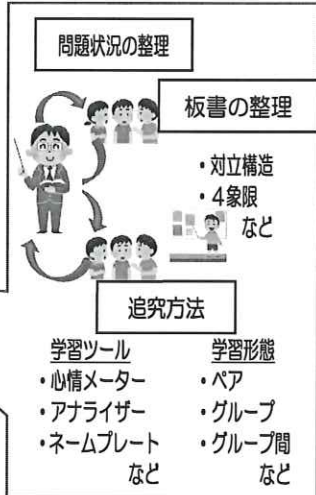 問題状況の整理
板書の整理
・対立構造
・4象限
など
追究方法
学習ツール
・心情メーター
・アナライザー
・ネームプレート
など
学習形態
・ペア
・グループ
・グループ間
など